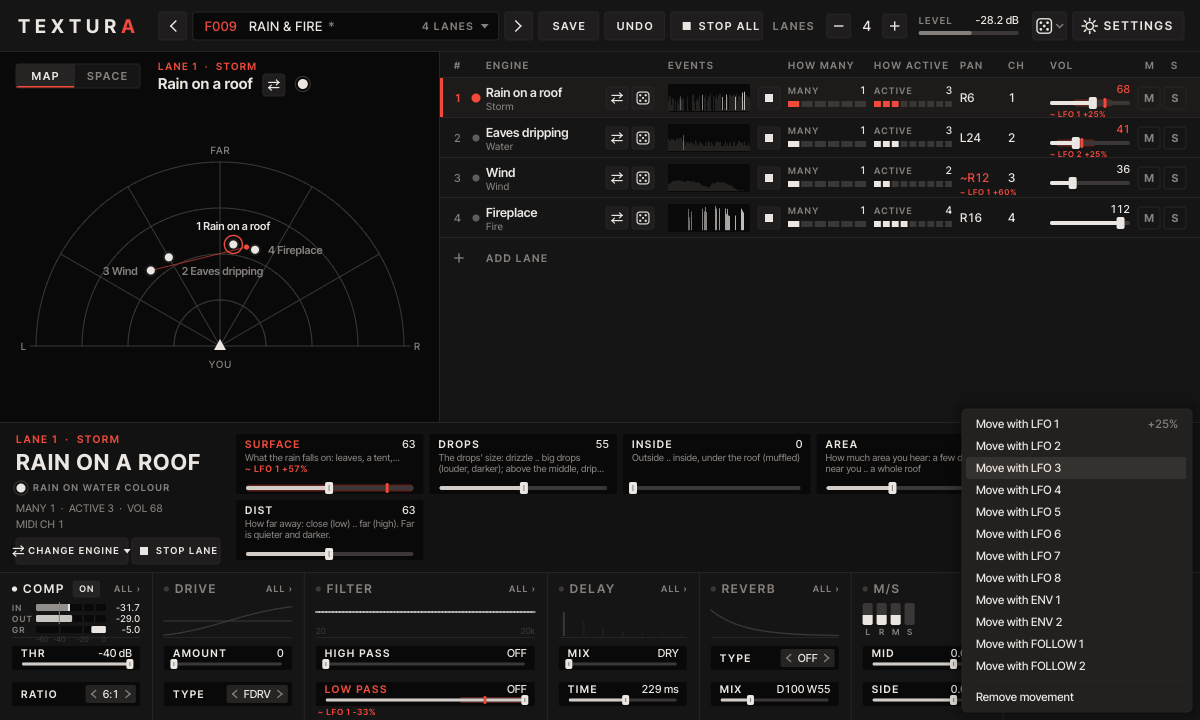 TEXTURA
F009 RAIN & FIRE * 4 LANES
SAVE
UNDO
STOP ALL
LANES
4
LEVEL -28.2 dB
SETTINGS
MAP
SPACE
LANE 1 · STORM
Rain on a roof
FAR
1 Rain on a roof
4 Fireplace
3 Wind
2 Eaves dripping
L
R
YOU
# ENGINE EVENTS HOW MANY HOW ACTIVE PAN CH VOL M S
1 Rain on a roof MANY 1 ACTIVE 3 R6 1 68 M S
Storm
~ LFO 1 +25%
2 Eaves dripping MANY 1 ACTIVE 3 L24 2 41 M S
Water
~ LFO 2 +25%
3 Wind MANY 1 ACTIVE 2 ~R12 3 36 M S
Wind
~ LFO 1 +60%
4 Fireplace MANY 1 ACTIVE 4 R16 4 112 M S
Fire
+ ADD LANE
LANE 1 · STORM
RAIN ON A ROOF
RAIN ON WATER COLOUR
MANY 1 · ACTIVE 3 · VOL 68
MIDI CH 1
CHANGE ENGINE
STOP LANE
SURFACE 63
What the rain falls on: leaves, a tent,...
~ LFO 1 +57%
DROPS 55
The drops' size: drizzle .. big drops
(louder, darker); above the middle, drip...
INSIDE 0
Outside .. inside, under the roof (muffled)
AREA
How much area you hear: a few d
near you .. a whole roof
DIST 63
How far away: close (low) .. far (high). Far
is quieter and darker.
Move with LFO 1 +25%
Move with LFO 2
Move with LFO 3
Move with LFO 4
Move with LFO 5
Move with LFO 6
Move with LFO 7
Move with LFO 8
Move with ENV 1
Move with ENV 2
Move with FOLLOW 1
Move with FOLLOW 2
Remove movement
COMP ON ALL ›
IN -31.7
OUT -29.0
GR -5.0
-60 -40 -20 0
THR -40 dB
RATIO 6:1
DRIVE ALL ›
AMOUNT 0
TYPE FDRV
FILTER ALL ›
20 20k
HIGH PASS OFF
LOW PASS OFF
~ LFO 1 -33%
DELAY ALL ›
MIX DRY
TIME 229 ms
REVERB ALL ›
TYPE OFF
MIX D100 W55
M/S
L R M S
MID 0.0
SIDE 0.0